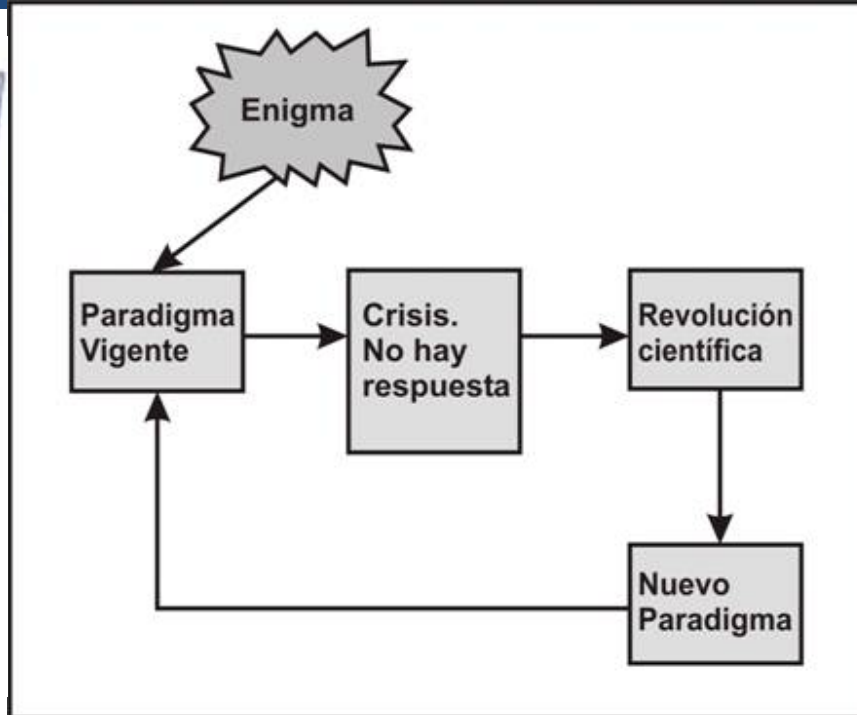 Enigma
Paradigma
Vigente
Crisis.
No hay
respuesta
Revolución
científica
Nuevo
Paradigma